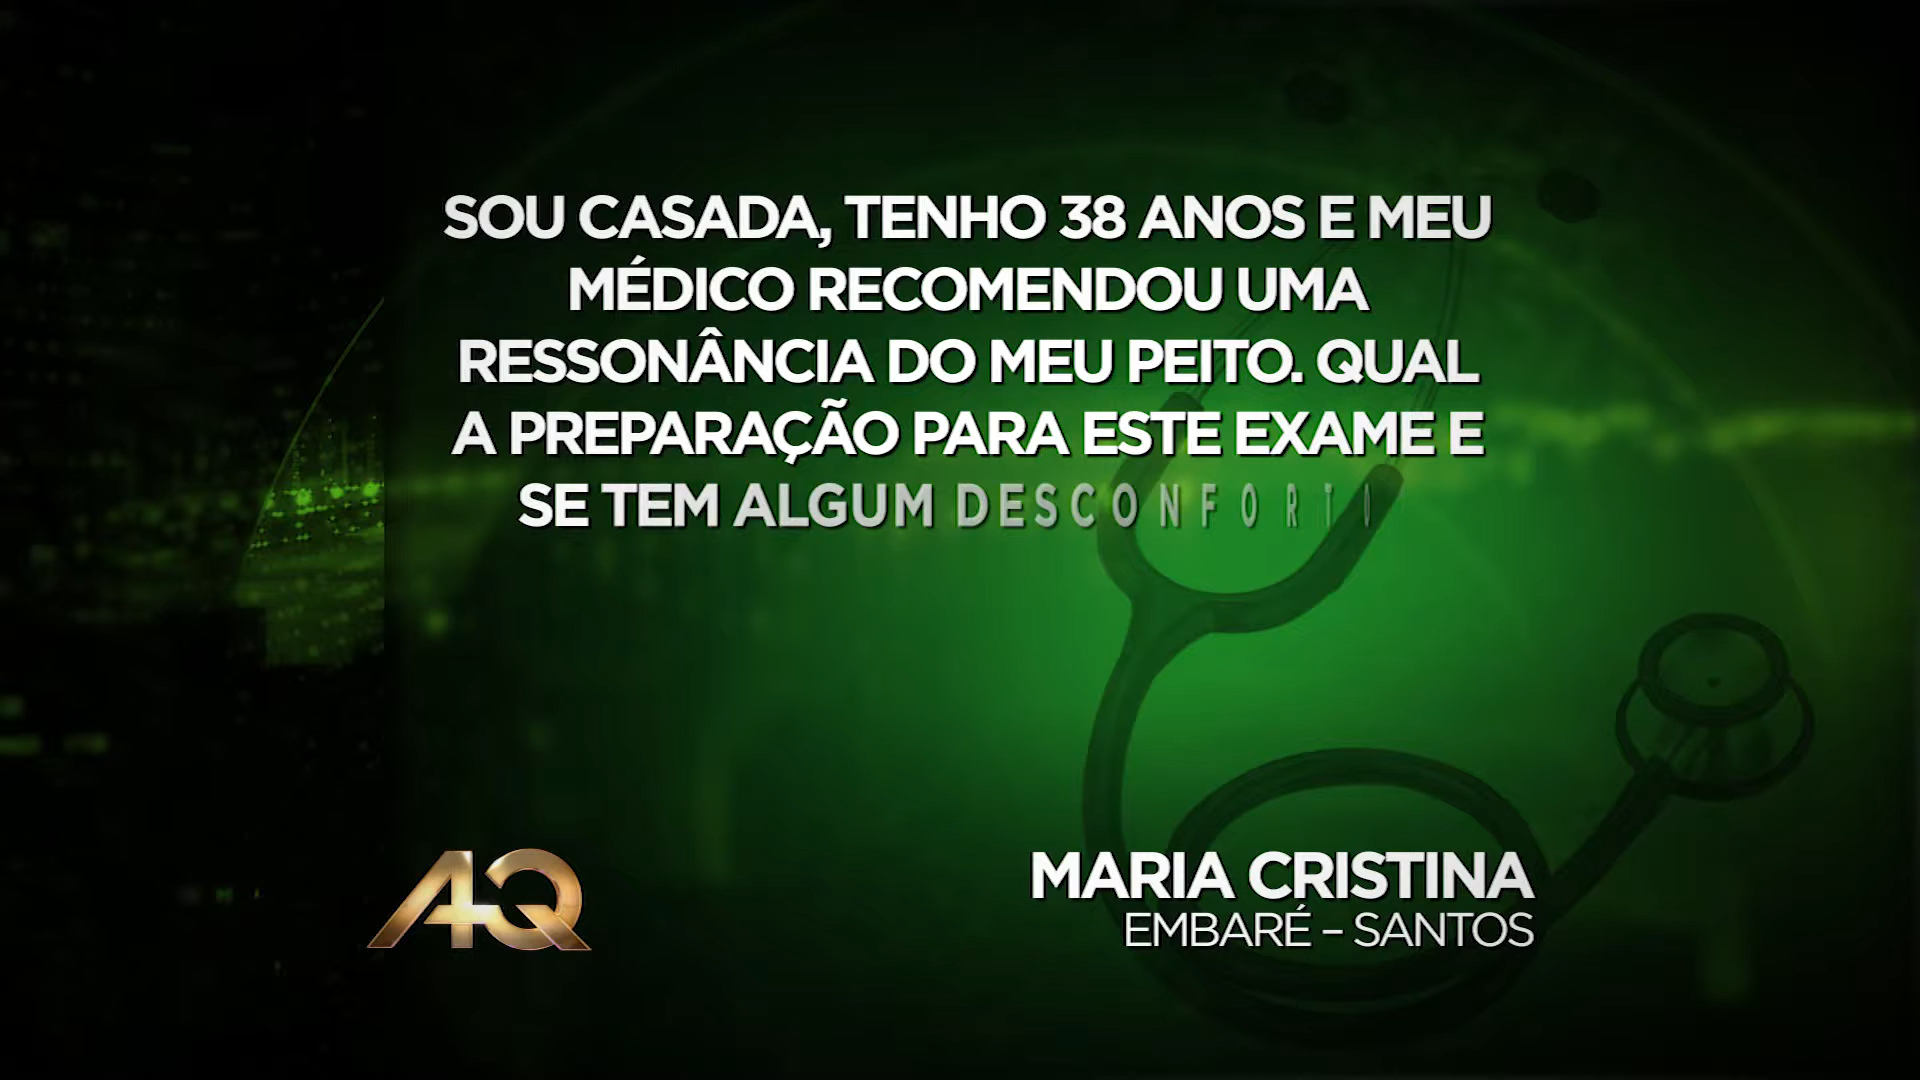 SOU CASADA, TENHO 38 ANOS E MEU
MÉDICO RECOMENDOU UMA
RESSONÂNCIA DO MEU PEITO. QUAL
A PREPARAÇÃO PARA ESTE EXAME E
SE TEM ALGUM DESCONFORTO
AQ
MARIA CRISTINA
EMBARÉ – SANTOS